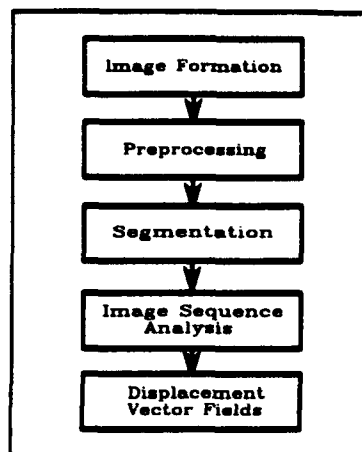 Image Formation
Preprocessing
Segmentation
Image Sequence
Analysis
Displacement
Vector Fields